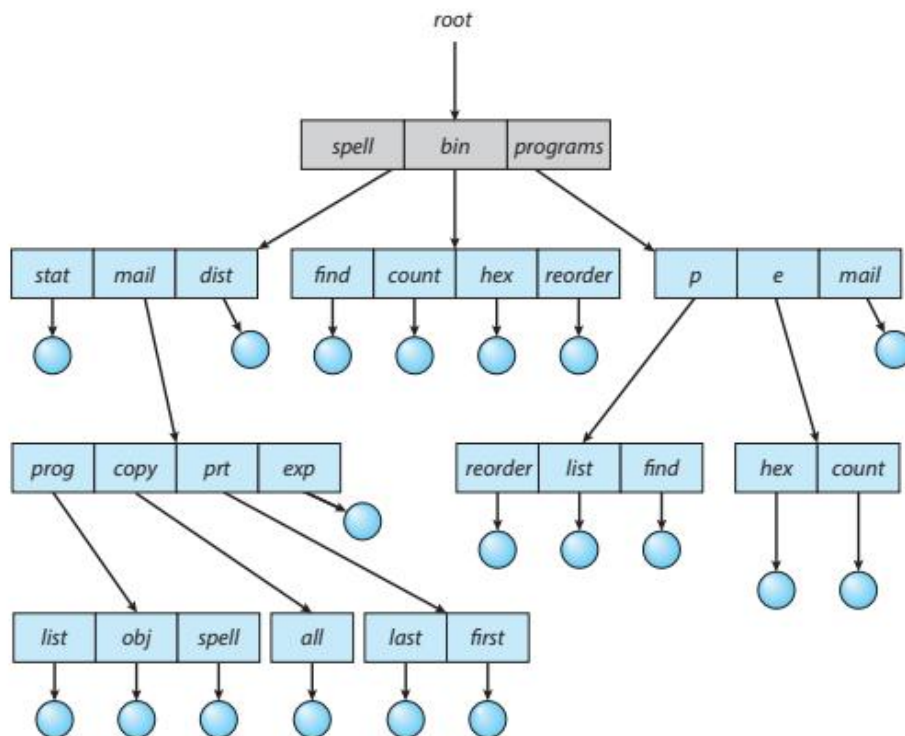 root
spell bin programs
stat mail dist find count hex reorder p e mail
prog copy prt exp reorder list find hex count
list obj spell all last first